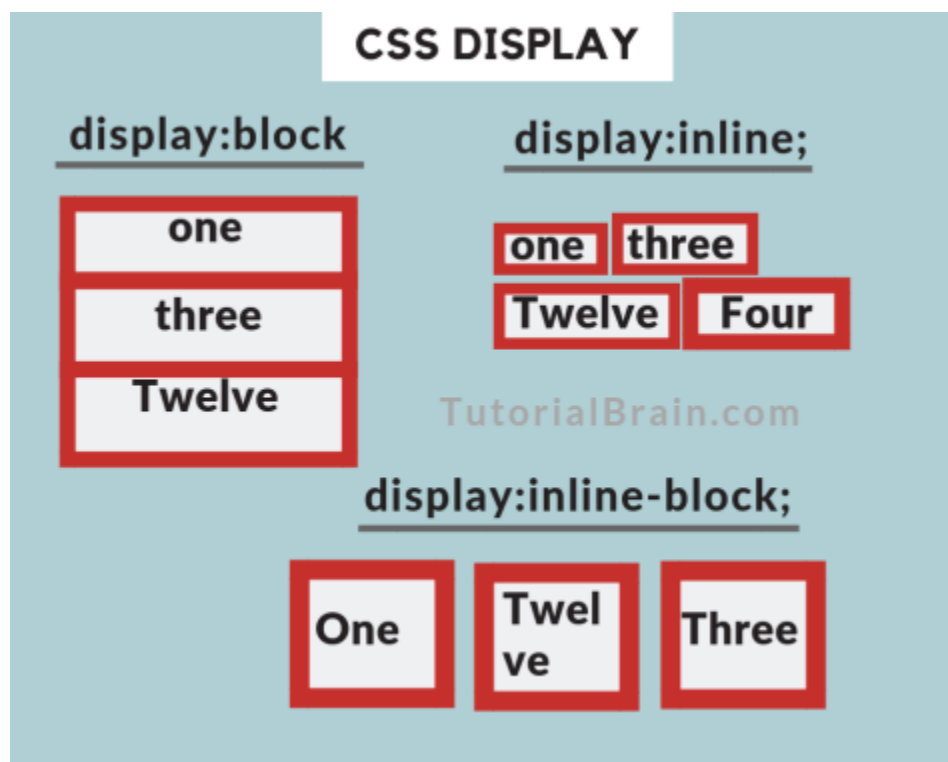 CSS DISPLAY
display:block
one
three
Twelve
display:inline;
one three
Twelve Four
TutorialBrain.com
display:inline-block;
One
Twel
ve
Three